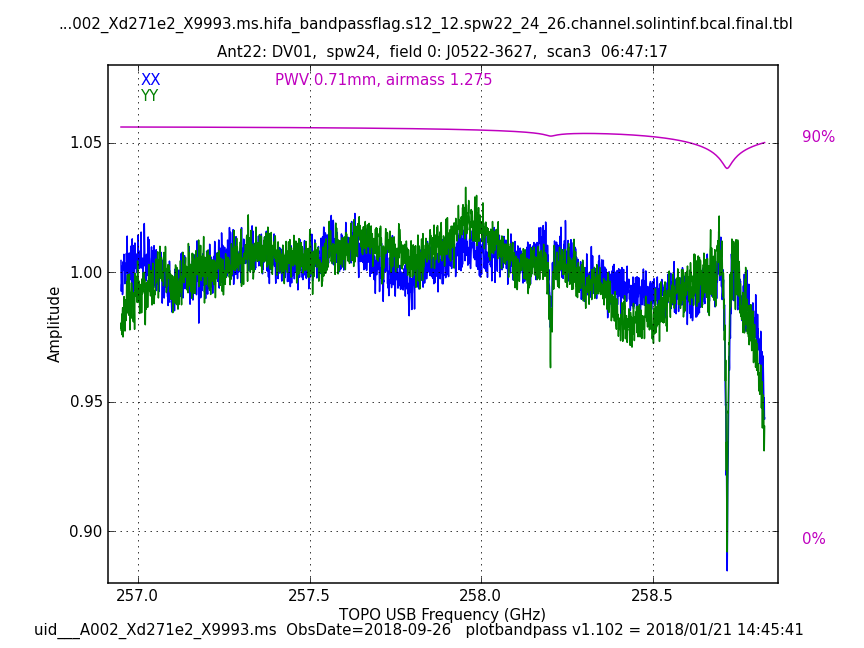 ...002_Xd271e2_X9993.ms.hifa_bandpassflag.s12_12.spw22_24_26.channel.solintinf.bcal.final.tbl
Ant22: DV01, spw24, field 0: J0522-3627, scan3 06:47:17
XX
PWV 0.71mm, airmass 1.275
YY
1.05
90%
1.00
Amplitude
0.95
0.90
0%
257.0 257.5 258.0 258.5
TOPO USB Frequency (GHz)
uid___A002_Xd271e2_X9993.ms ObsDate=2018-09-26 plotbandpass v1.102 = 2018/01/21 14:45:41